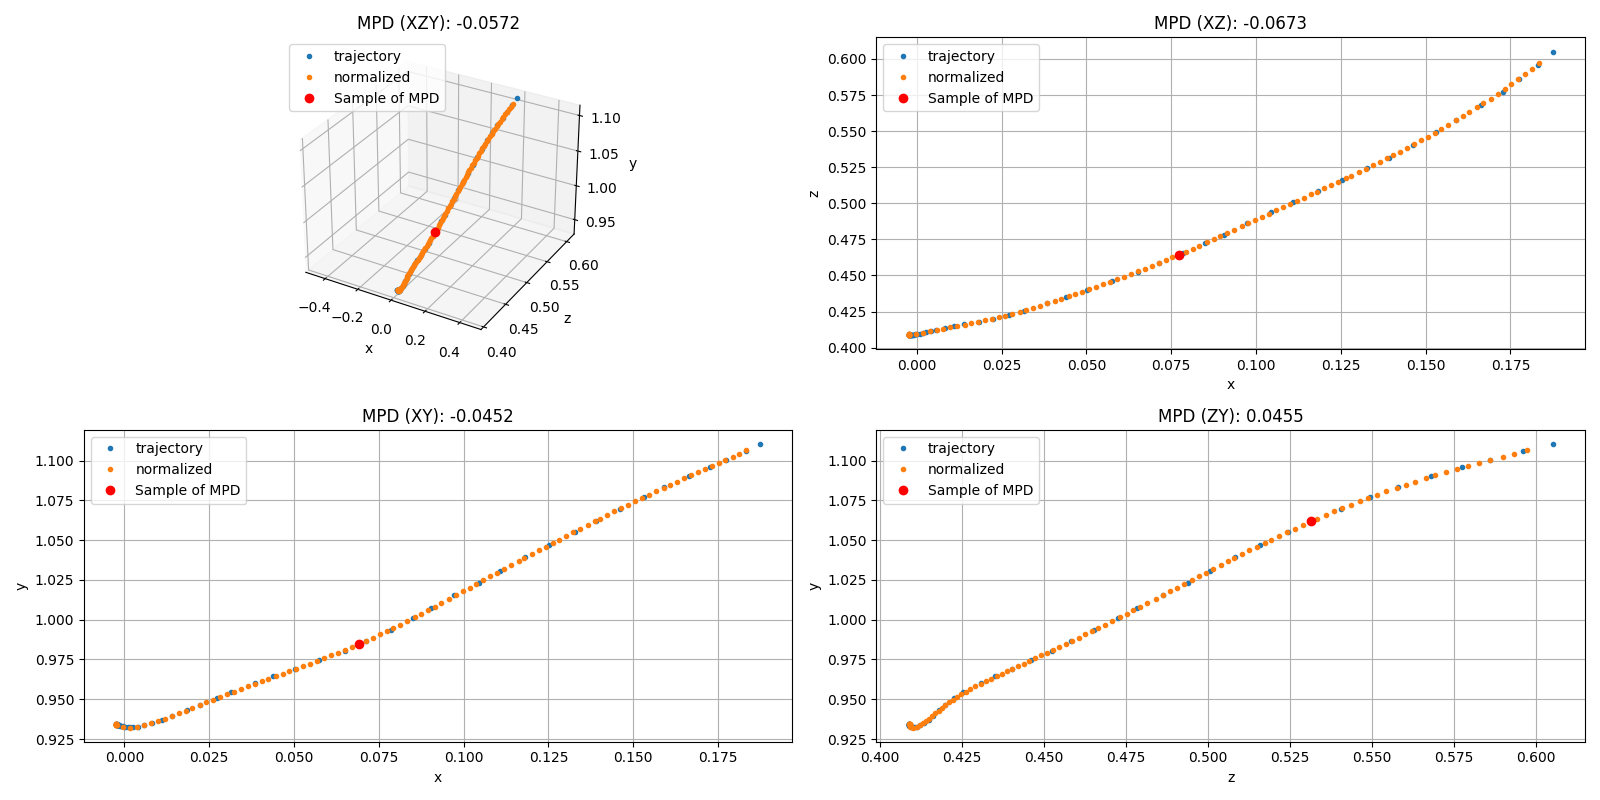 MPD (XZY): -0.0572
trajectory
normalized
Sample of MPD
1.10
1.05
1.00
0.95
y
0.60
0.55
0.50
0.45
0.40
z
−0.4
−0.2
0.0
0.2
0.4
x
MPD (XZ): -0.0673
trajectory
normalized
Sample of MPD
0.600
0.575
0.550
0.525
0.500
0.475
0.450
0.425
0.400
z
0.000 0.025 0.050 0.075 0.100 0.125 0.150 0.175
x
MPD (XY): -0.0452
trajectory
normalized
Sample of MPD
1.100
1.075
1.050
1.025
1.000
0.975
0.950
0.925
y
0.000 0.025 0.050 0.075 0.100 0.125 0.150 0.175
x
MPD (ZY): 0.0455
trajectory
normalized
Sample of MPD
1.100
1.075
1.050
1.025
1.000
0.975
0.950
0.925
y
0.400 0.425 0.450 0.475 0.500 0.525 0.550 0.575 0.600
z